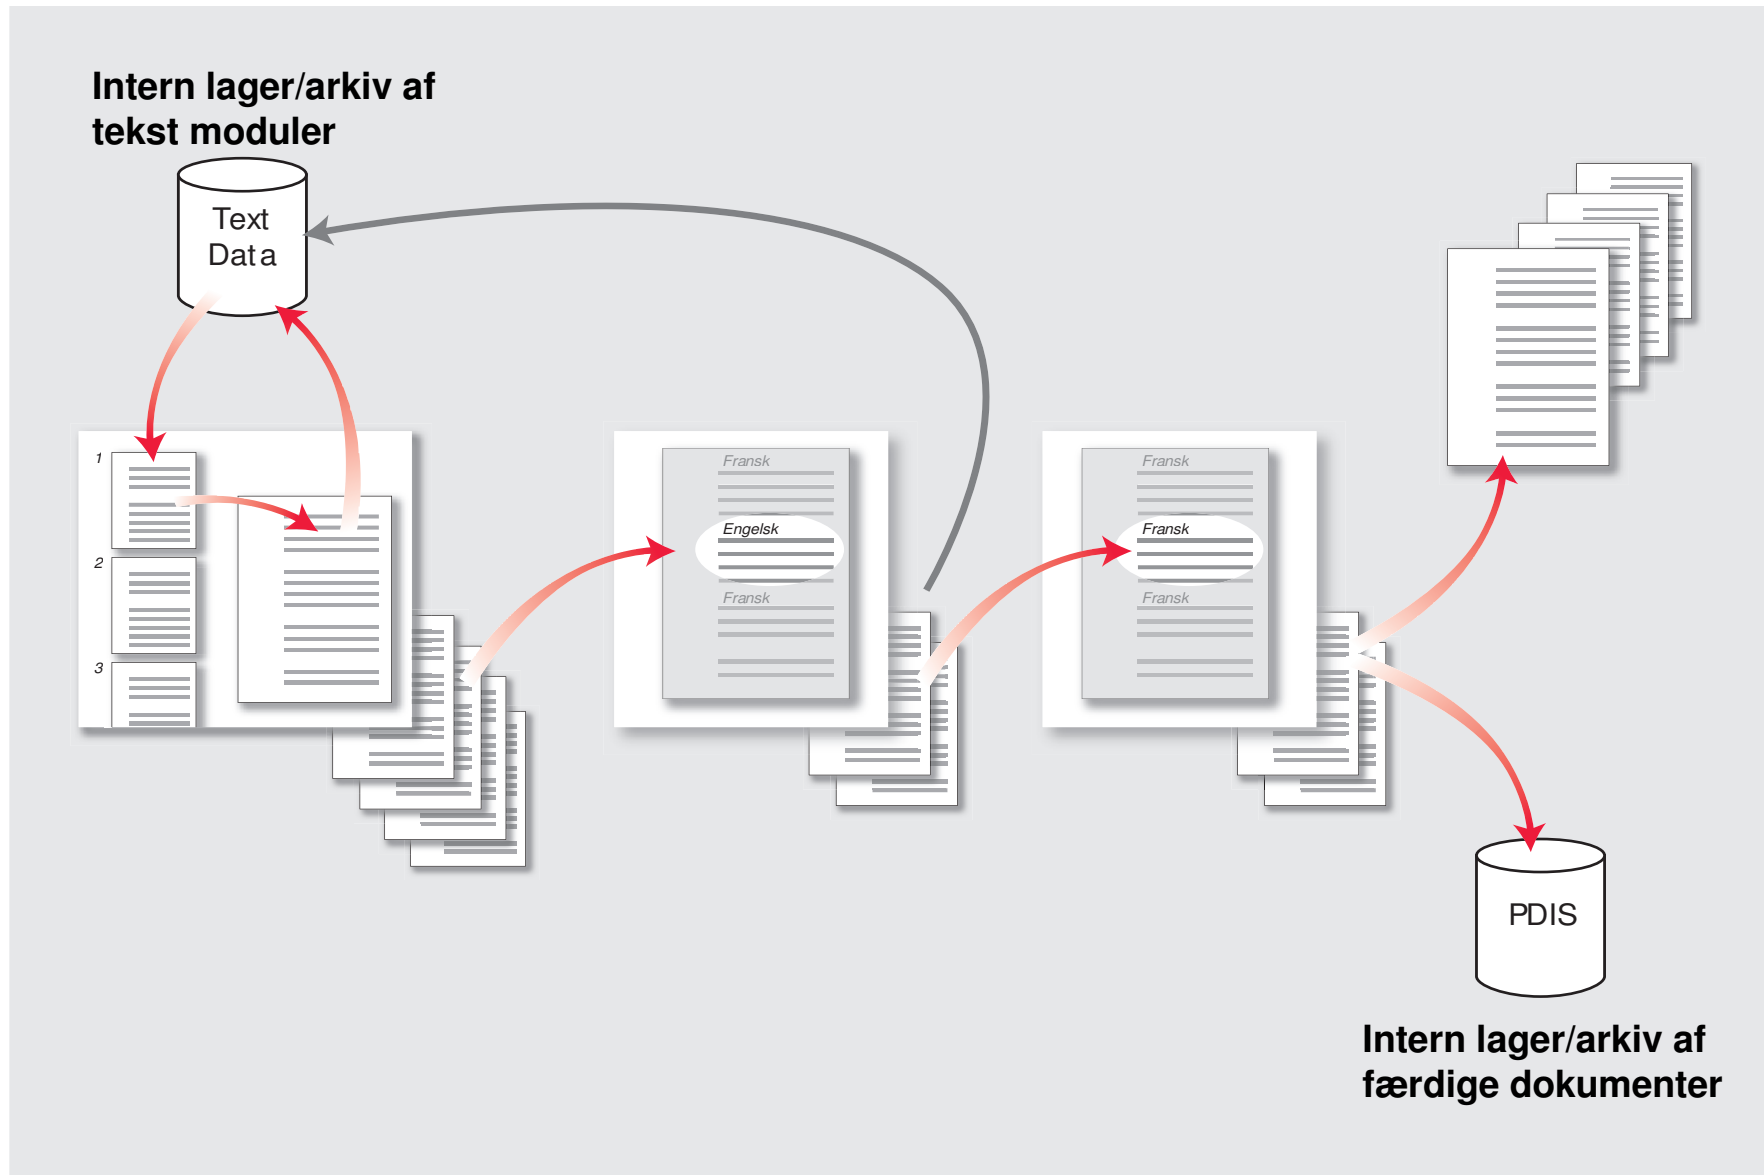 Intern lager/arkiv af
tekst moduler
Text
Data
1
2
3
Fransk
Engelsk
Fransk
Fransk
Fransk
Fransk
PDIS
Intern lager/arkiv af
færdige dokumenter